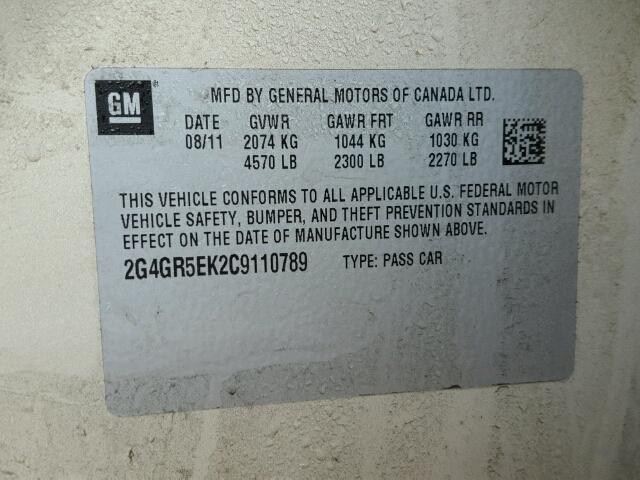 GM
MFD BY GENERAL MOTORS OF CANADA LTD.
DATE GVWR GAWR FRT GAWR RR
08/11 2074 KG 1044 KG 1030 KG
4570 LB 2300 LB 2270 LB
THIS VEHICLE CONFORMS TO ALL APPLICABLE U.S. FEDERAL MOTOR
VEHICLE SAFETY, BUMPER, AND THEFT PREVENTION STANDARDS IN
EFFECT ON THE DATE OF MANUFACTURE SHOWN ABOVE.
2G4GR5EK2C9110789 TYPE: PASS CAR